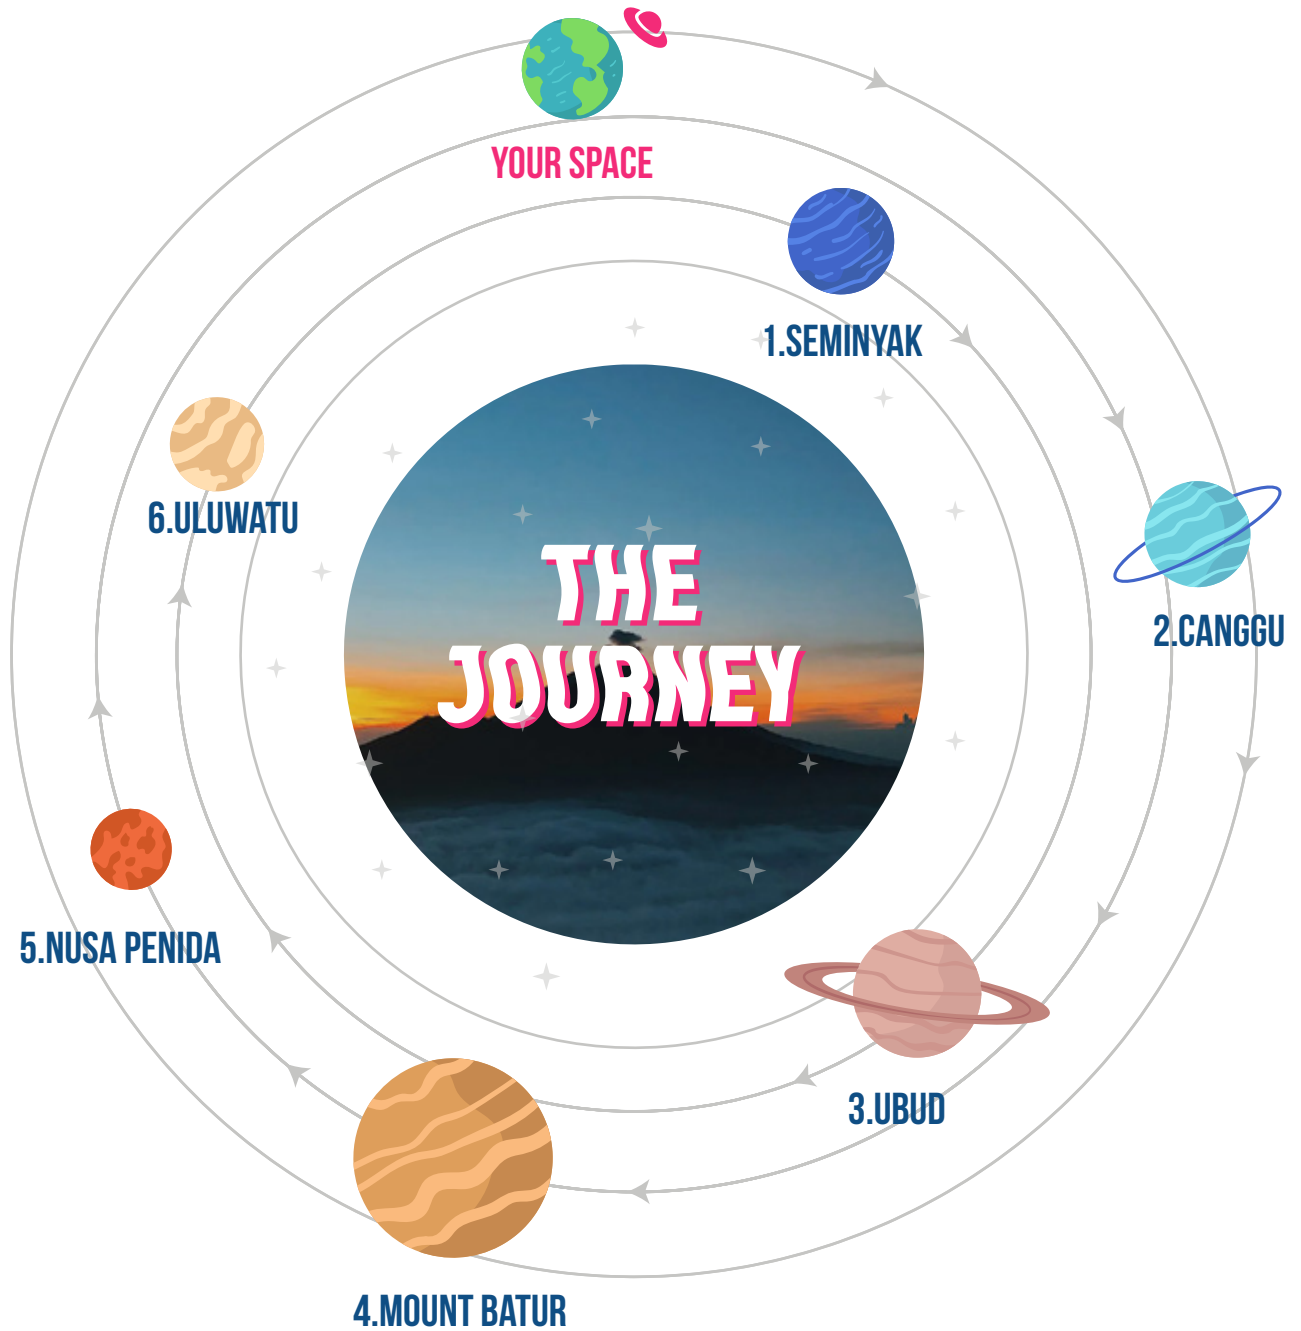 YOUR SPACE
1.SEMINYAK
THE
JOURNEY
6.ULUWATU
2.CANGGU
5.NUSA PENIDA
3.UBUD
4.MOUNT BATUR